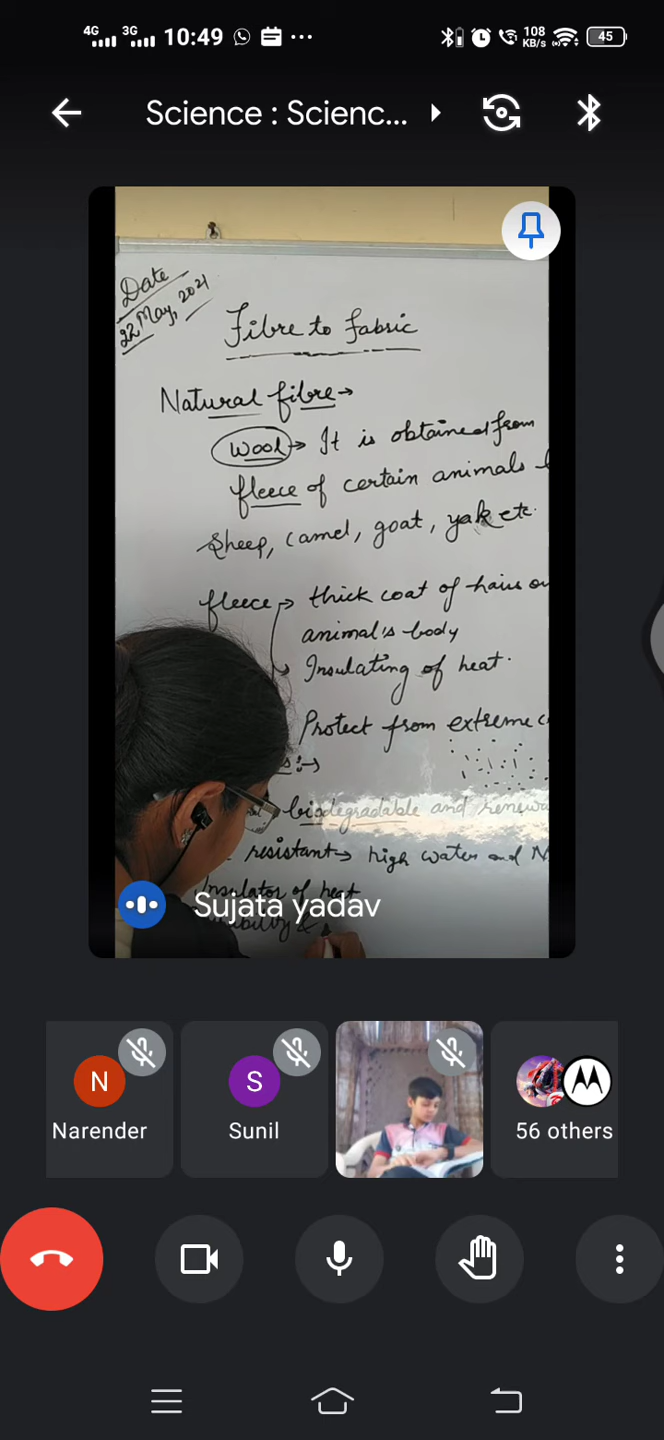 4G 3G 10:49 108 KB/s 45
Science : Scienc...
Date
22 May, 2021
Fibre to Fabric
Natural fibre→
Wool → It is obtained from
fleece of certain animals
Sheep, camel, goat, yak etc.
fleece → thick coat of hairs on
animal's body
→ Insulating of heat.
Protect from extreme
biodegradable and renewa
resistant → high water and N
Insulator of heat
Sujata yadav
N
Narender
S
Sunil
56 others